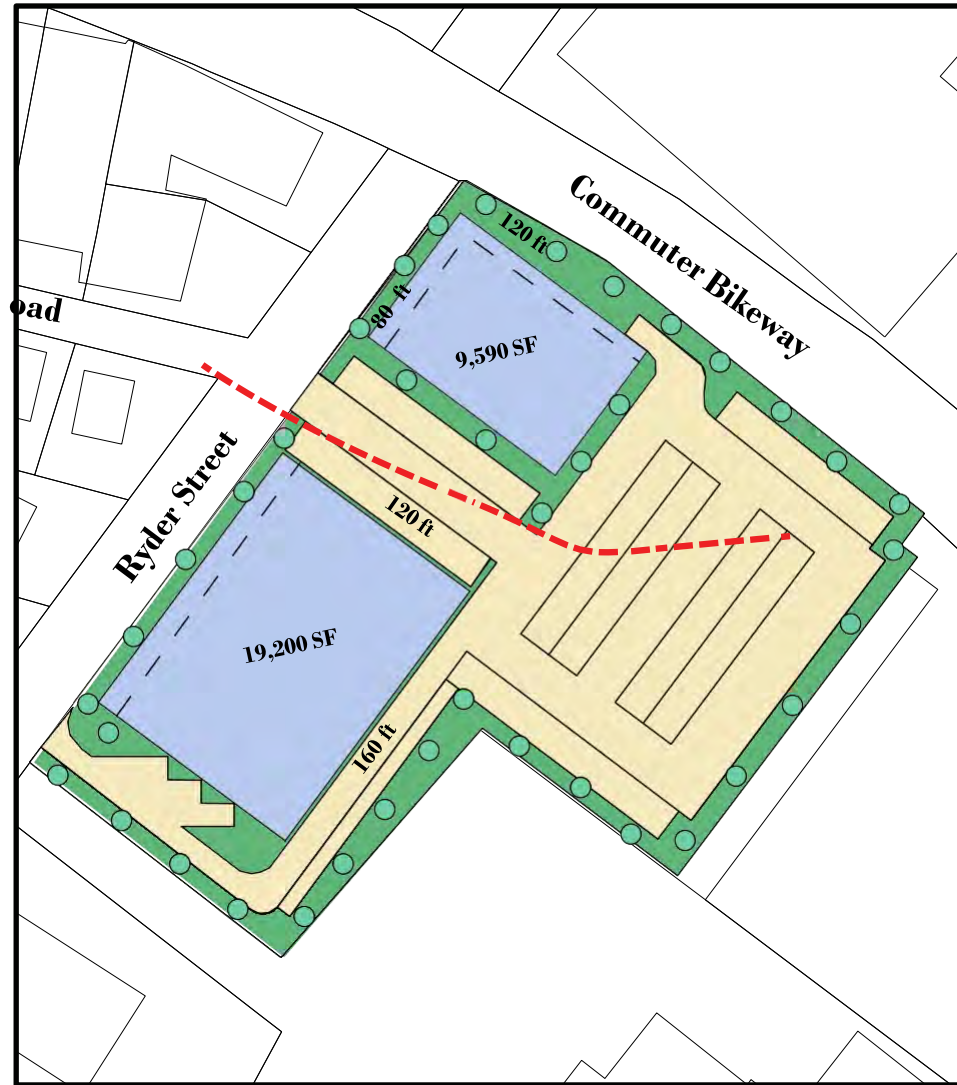 Commuter Bikeway
120 ft
80 ft
oad
9,590 SF
Ryder Street
120 ft
19,200 SF
160 ft